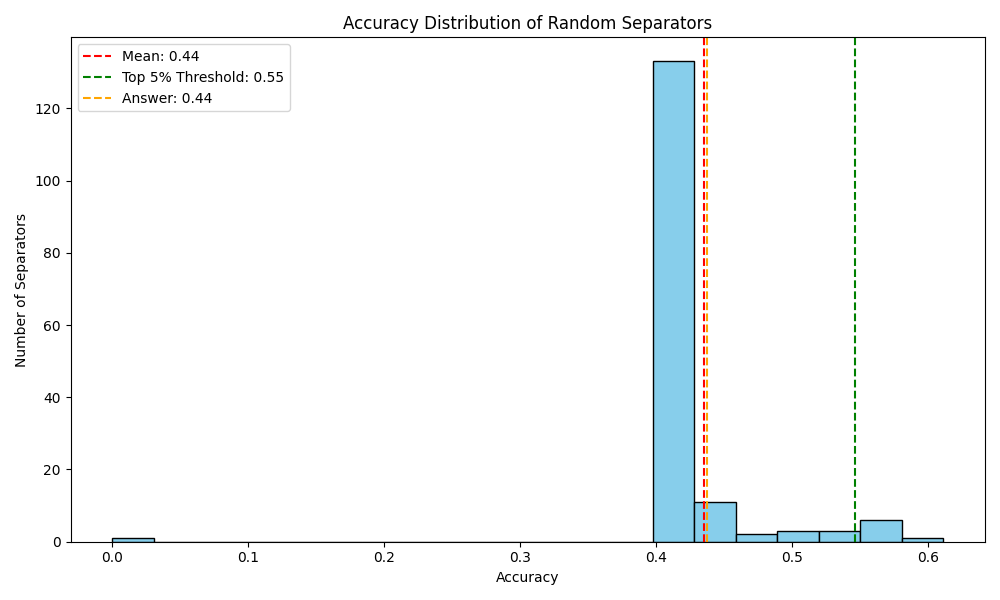 Accuracy Distribution of Random Separators
Mean: 0.44
Top 5% Threshold: 0.55
Answer: 0.44
120
100
80
60
40
20
0
Number of Separators
0.0 0.1 0.2 0.3 0.4 0.5 0.6
Accuracy